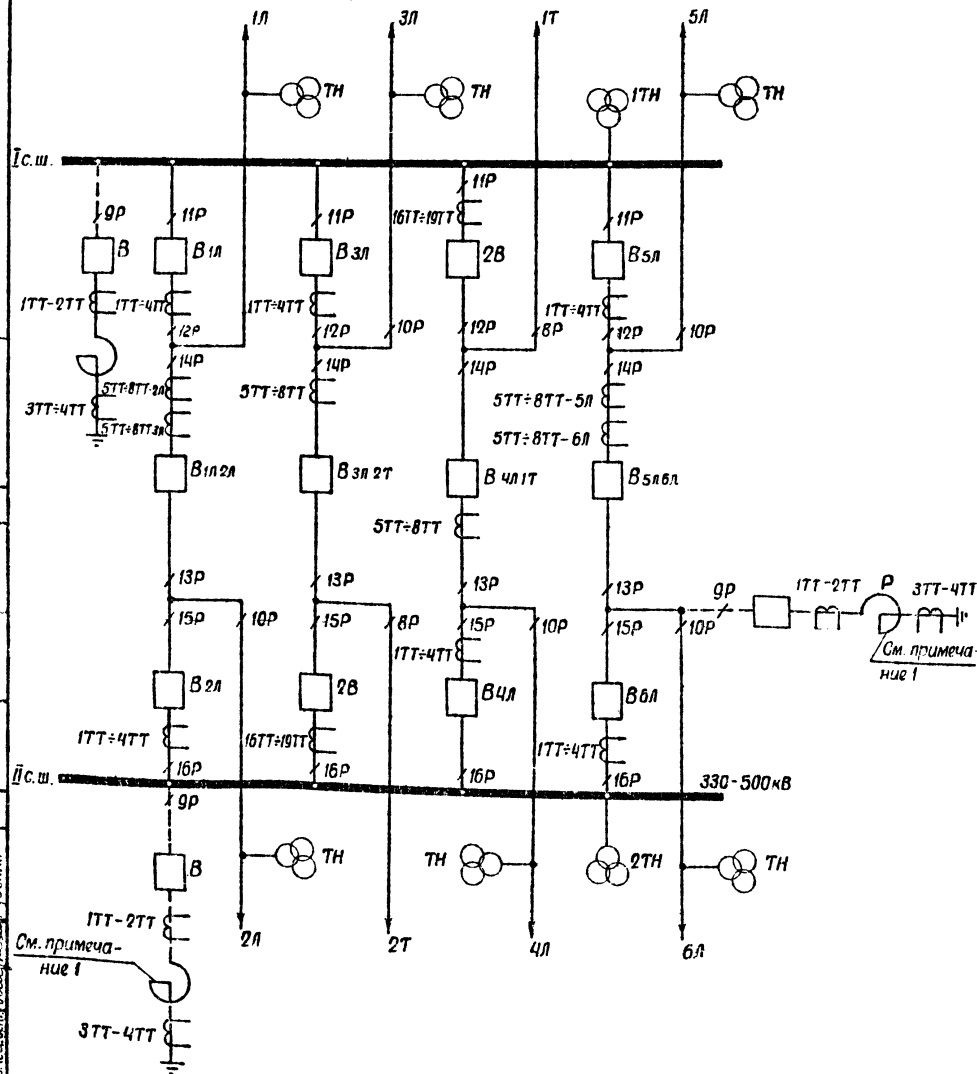 1Л
3Л
1Т
5Л
ТН
ТН
1ТН
ТН
I с.ш.
9Р
11Р
11Р
11Р
16ТТ÷19ТТ
11Р
В
В1Л
В3Л
2В
В5Л
1ТТ-2ТТ
1ТТ÷4ТТ
1ТТ÷4ТТ
1ТТ÷4ТТ
12Р
12Р
10Р
12Р
8Р
12Р
10Р
14Р
14Р
14Р
14Р
3ТТ÷4ТТ
5ТТ÷8ТТ-2Л
5ТТ÷8ТТ3Л
5ТТ÷8ТТ
5ТТ÷8ТТ-5Л
5ТТ÷8ТТ-6Л
В1Л2Л
В3Л2Т
В4Л1Т
В5Л6Л
5ТТ÷8ТТ
13Р
13Р
13Р
13Р
9Р
1ТТ-2ТТ
Р
3ТТ-4ТТ
15Р
10Р
15Р
8Р
15Р
10Р
15Р
10Р
См. примеча-
ние 1
1ТТ÷4ТТ
В2Л
2В
В4Л
В6Л
1ТТ÷4ТТ
16ТТ÷19ТТ
1ТТ÷4ТТ
16Р
16Р
16Р
16Р
II с.ш.
330-500кВ
9Р
В
ТН
ТН
2ТН
ТН
1ТТ-2ТТ
2Л
2Т
4Л
6Л
См. примеча-
ние 1
3ТТ-4ТТ